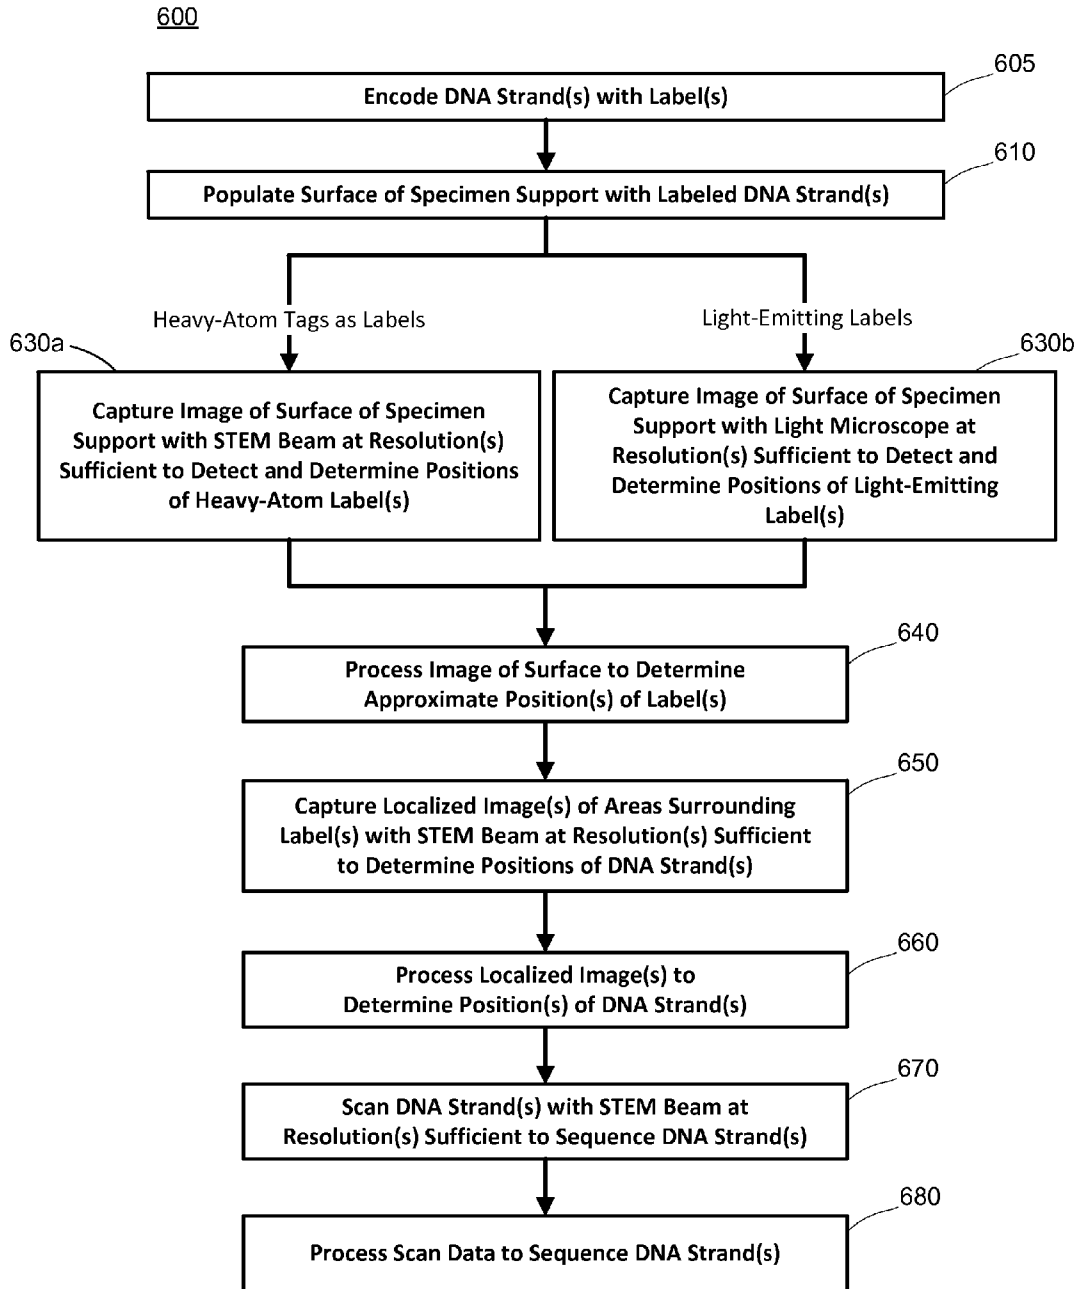 600
605
Encode DNA Strand(s) with Label(s)
610
Populate Surface of Specimen Support with Labeled DNA Strand(s)
Heavy-Atom Tags as Labels
Light-Emitting Labels
630a
630b
Capture Image of Surface of Specimen
Support with STEM Beam at Resolution(s)
Sufficient to Detect and Determine Positions
of Heavy-Atom Label(s)
Capture Image of Surface of Specimen
Support with Light Microscope at
Resolution(s) Sufficient to Detect and
Determine Positions of Light-Emitting
Label(s)
640
Process Image of Surface to Determine
Approximate Position(s) of Label(s)
650
Capture Localized Image(s) of Areas Surrounding
Label(s) with STEM Beam at Resolution(s) Sufficient
to Determine Positions of DNA Strand(s)
660
Process Localized Image(s) to
Determine Position(s) of DNA Strand(s)
670
Scan DNA Strand(s) with STEM Beam at
Resolution(s) Sufficient to Sequence DNA Strand(s)
680
Process Scan Data to Sequence DNA Strand(s)